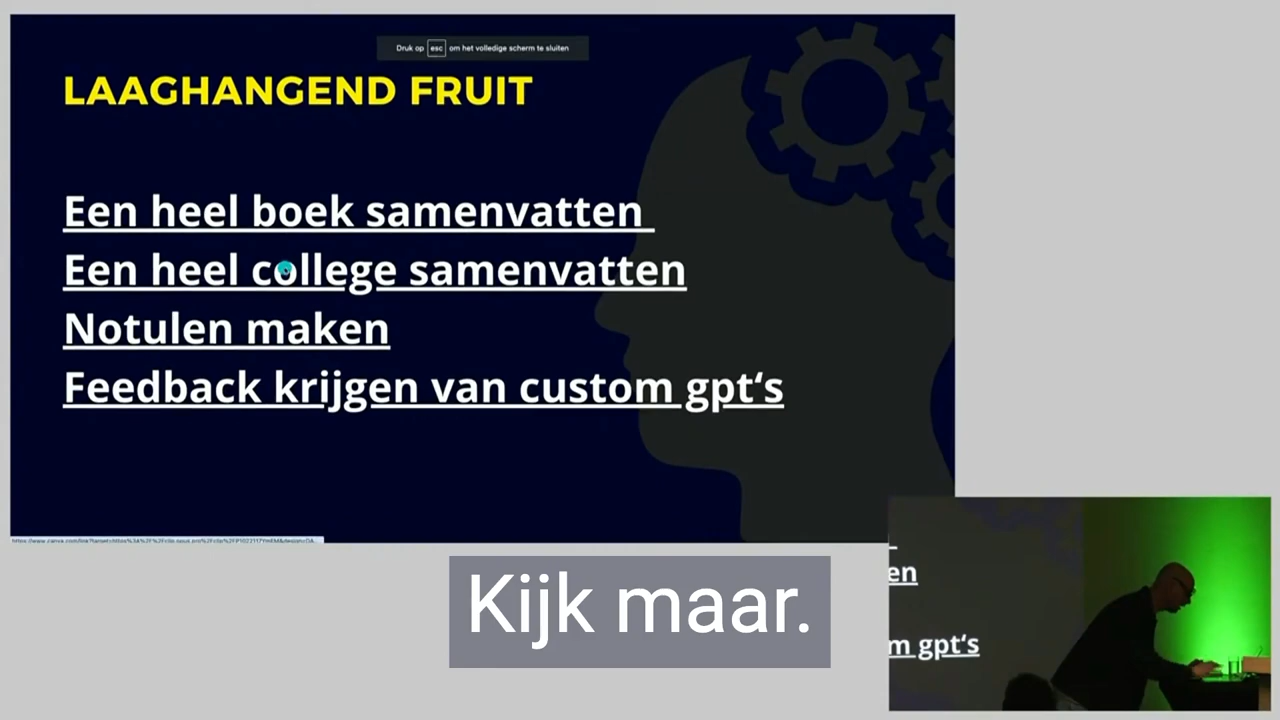 Druk op esc om het volledige scherm te sluiten
LAAGHANGEND FRUIT
Een heel boek samenvatten
Een heel college samenvatten
Notulen maken
Feedback krijgen van custom gpt‘s
en
m gpt‘s
Kijk maar.